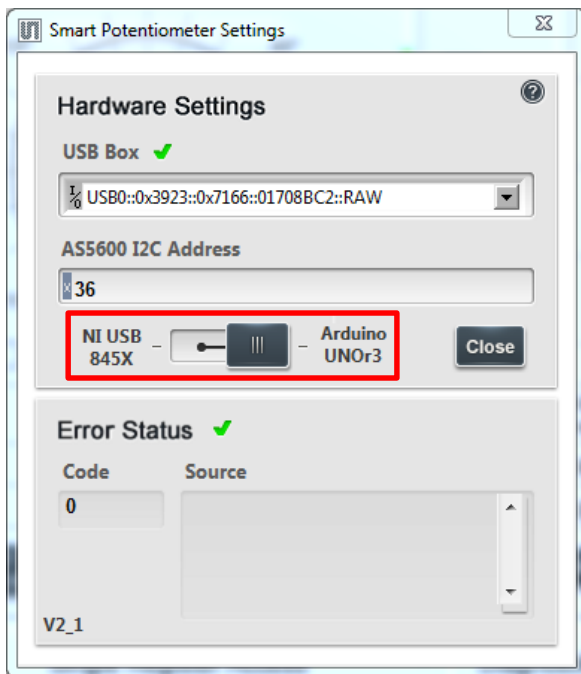 Smart Potentiometer Settings
Hardware Settings
USB Box
I/O USB0::0x3923::0x7166::01708BC2::RAW
AS5600 I2C Address
x 36
NI USB
845X
Arduino
UNOr3
Close
Error Status
Code
Source
0
V2_1